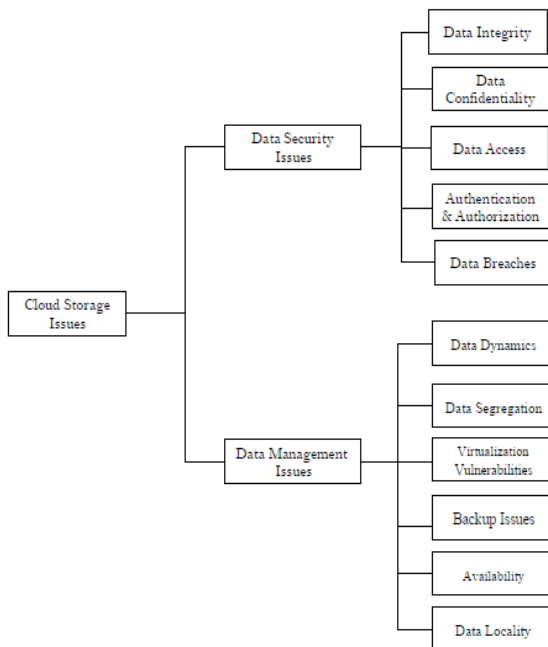 Data Integrity
Data
Confidentiality
Data Security
Issues
Data Access
Authentication
& Authorization
Data Breaches
Cloud Storage
Issues
Data Dynamics
Data Segregation
Data Management
Issues
Virtualization
Vulnerabilities
Backup Issues
Availability
Data Locality